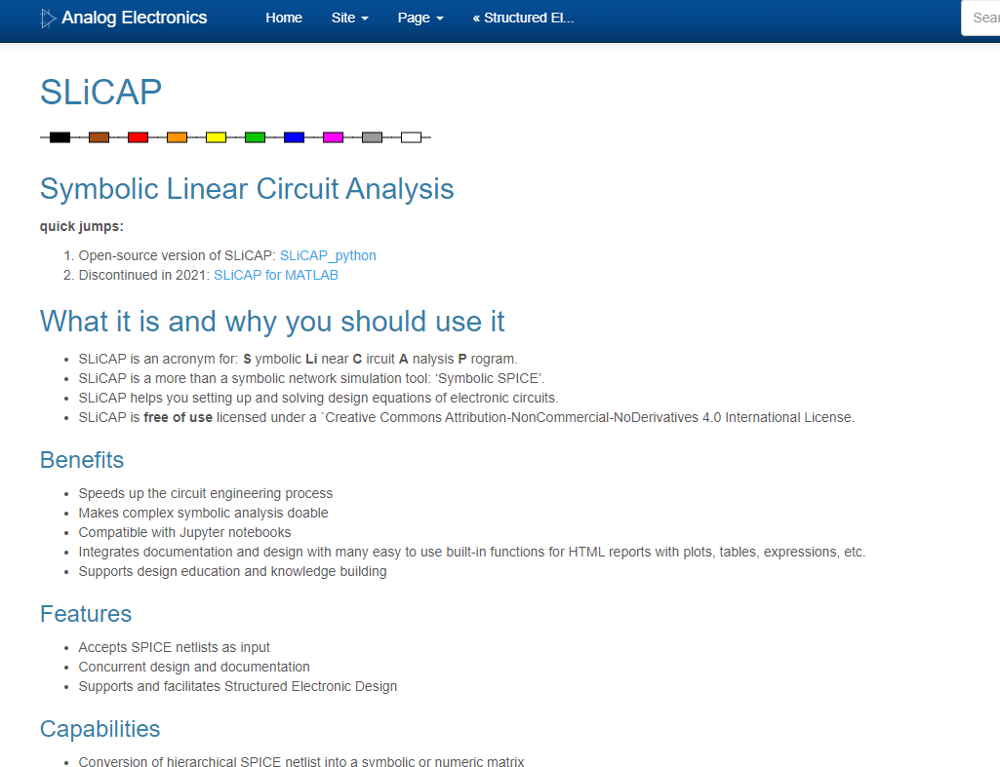 Analog Electronics Home Site Page « Structured El...
SLiCAP
Symbolic Linear Circuit Analysis
quick jumps:
1. Open-source version of SLiCAP: SLiCAP_python
2. Discontinued in 2021: SLiCAP for MATLAB
What it is and why you should use it
• SLiCAP is an acronym for: S ymbolic Li near C ircuit A nalysis P rogram.
• SLiCAP is a more than a symbolic network simulation tool: ‘Symbolic SPICE’.
• SLiCAP helps you setting up and solving design equations of electronic circuits.
• SLiCAP is free of use licensed under a `Creative Commons Attribution-NonCommercial-NoDerivatives 4.0 International License.
Benefits
• Speeds up the circuit engineering process
• Makes complex symbolic analysis doable
• Compatible with Jupyter notebooks
• Integrates documentation and design with many easy to use built-in functions for HTML reports with plots, tables, expressions, etc.
• Supports design education and knowledge building
Features
• Accepts SPICE netlists as input
• Concurrent design and documentation
• Supports and facilitates Structured Electronic Design
Capabilities
• Conversion of hierarchical SPICE netlist into a symbolic or numeric matrix